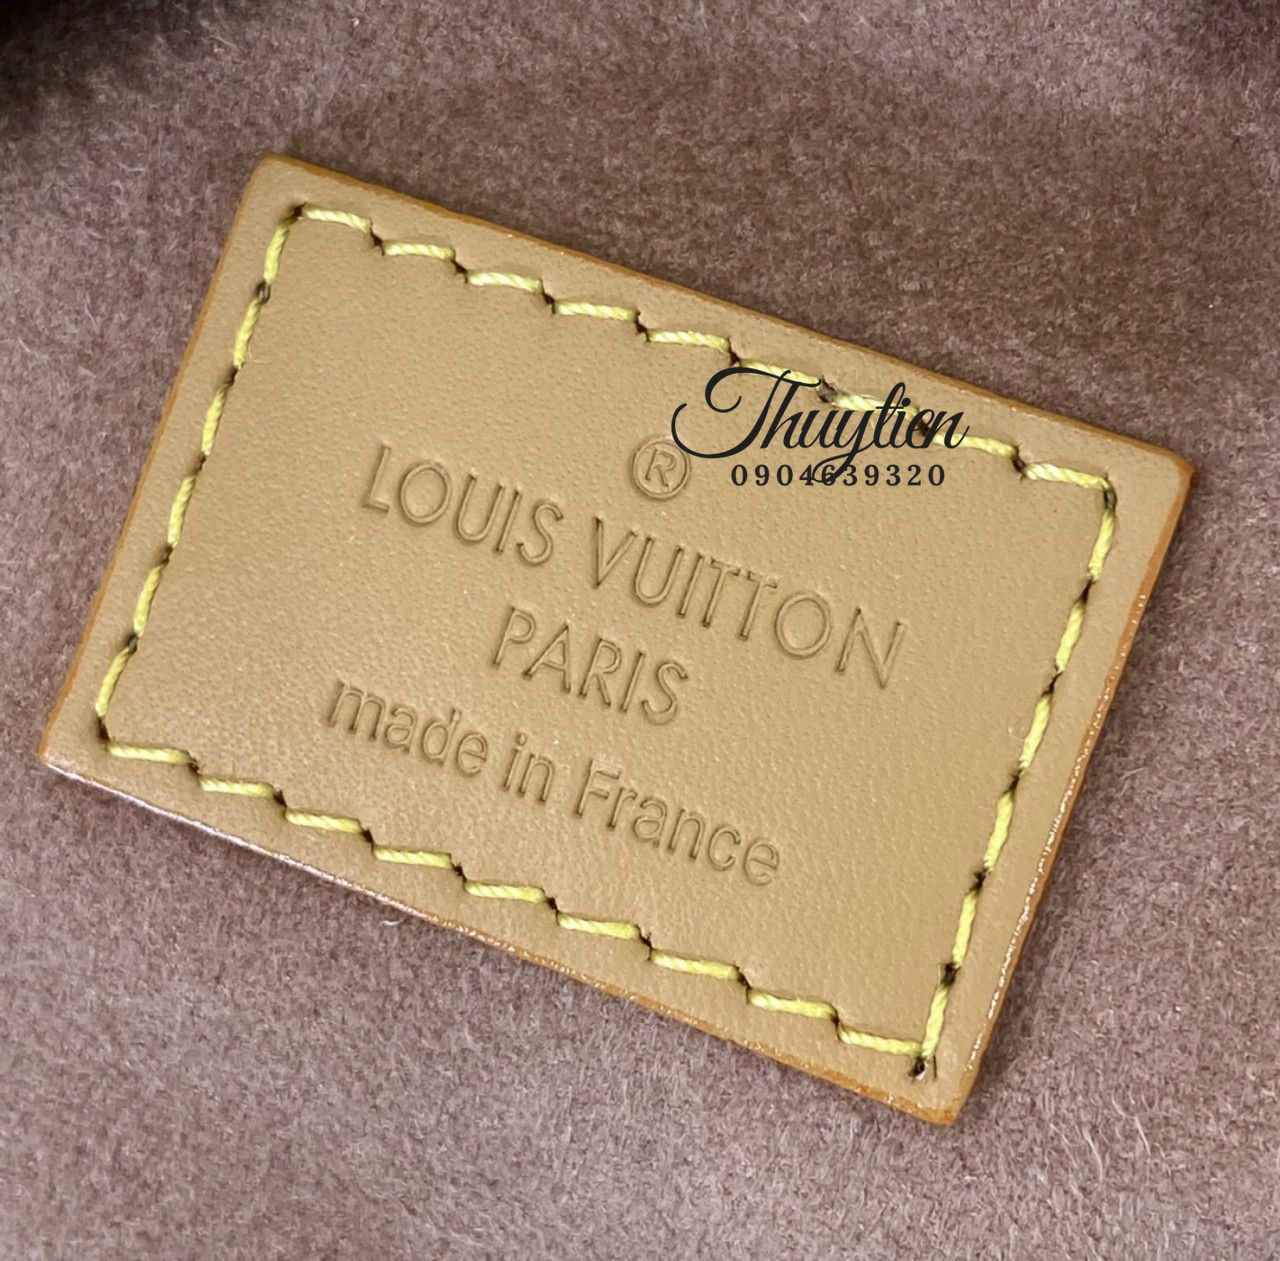 Thuytien
0904639320
®
LOUIS VUITTON
PARIS
made in France